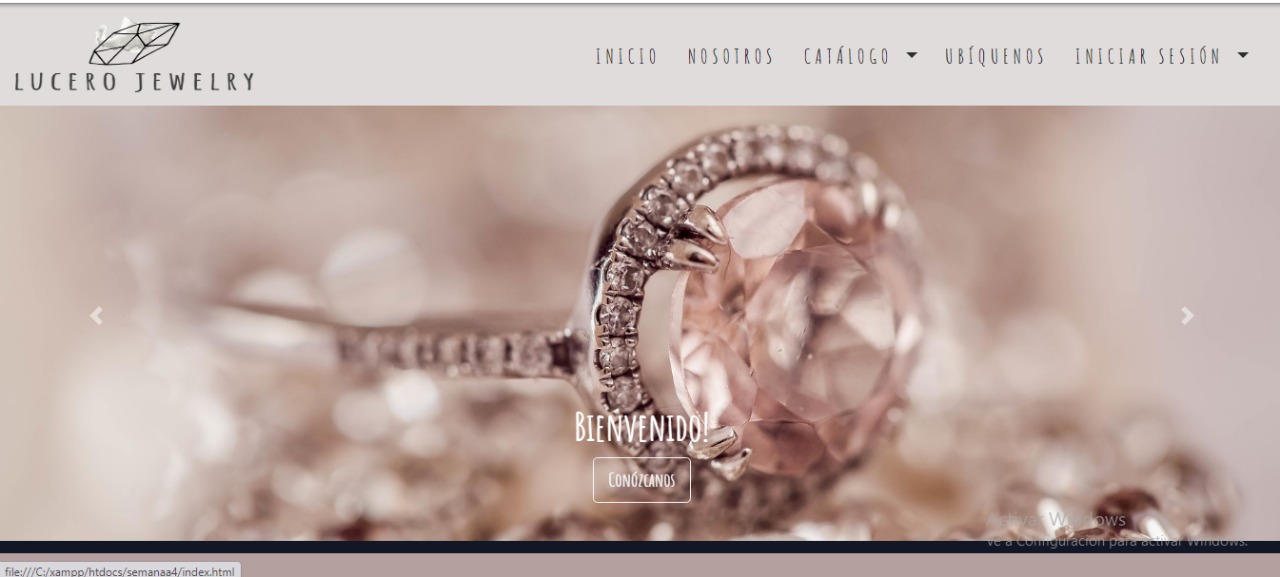 LUCERO JEWELRY
INICIO NOSOTROS CATÁLOGO UBÍQUENOS INICIAR SESIÓN
BIENVENIDO!
CONÓZCANOS
Activar Windows
Ve a Configuración para activar Windows.
file:///C:/xampp/htdocs/semanaa4/index.html